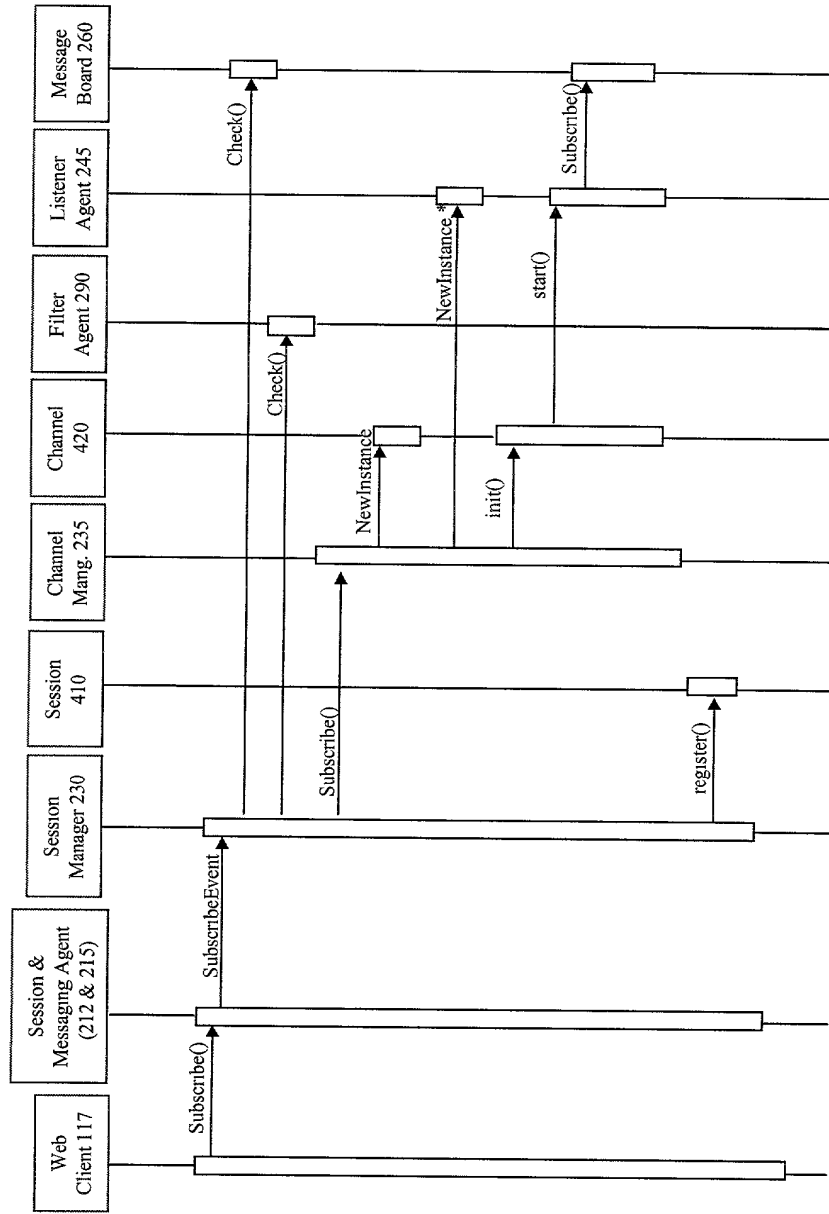 Web
Client 117
Session &
Messaging Agent
(212 & 215)
Session
Manager 230
Session
410
Channel
Mang. 235
Channel
420
Filter
Agent 290
Listener
Agent 245
Message
Board 260
Subscribe()
SubscribeEvent
Check()
Check()
Subscribe()
NewInstance
NewInstance *
init()
start()
Subscribe()
register()